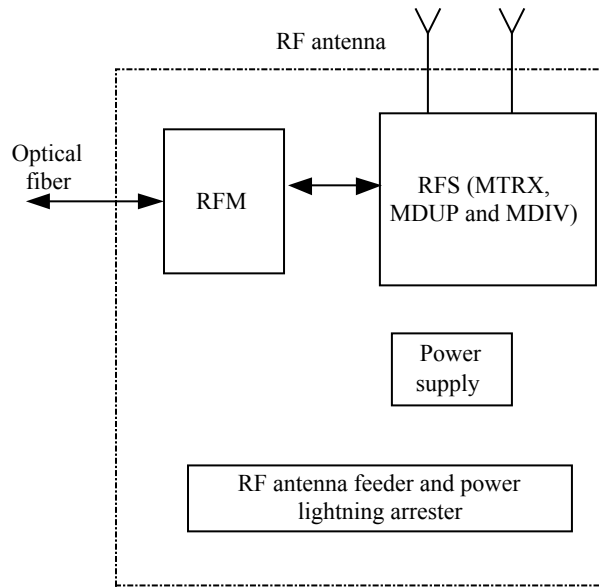 RF antenna
Optical
fiber
RFM
RFS (MTRX,
MDUP and MDIV)
Power
supply
RF antenna feeder and power
lightning arrester